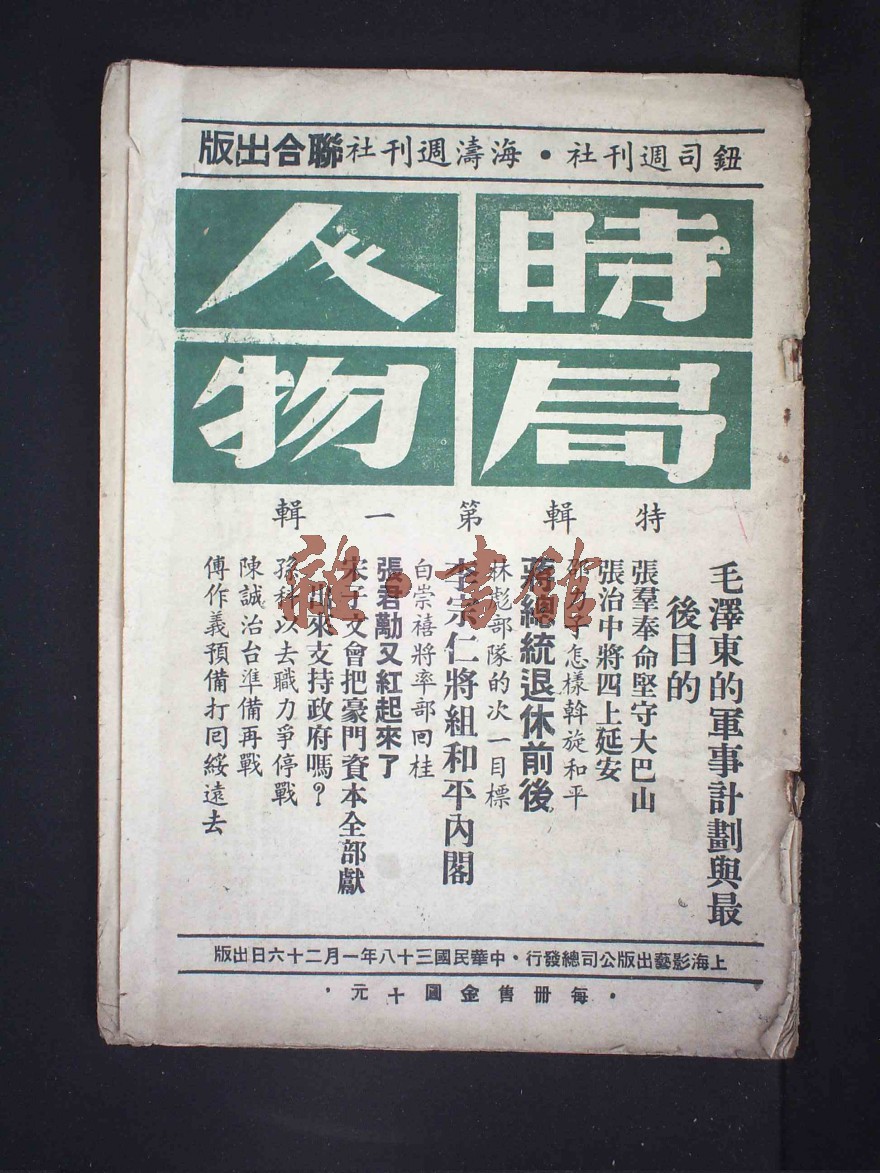 鈕司週刊社・海濤週刊社聯合出版
時局
人物
特輯第一輯
毛澤東的軍事計劃與最
後目的
張羣奉命堅守大巴山
張治中將四上延安
邵力子怎樣斡旋和平
蔣總統退休前後
林彪部隊的次一目標
李宗仁將組和平內閣
白崇禧將率部回桂
張君勱又紅起來了
宋子文會把豪門資本全部獻
出來支持政府嗎？
孫科以去職力爭停戰
陳誠治台準備再戰
傅作義預備打回綏遠去
上海影藝出版公司總發行・中華民國三十八年一月二十六日出版
・每冊售金圓十元・
雜・書館